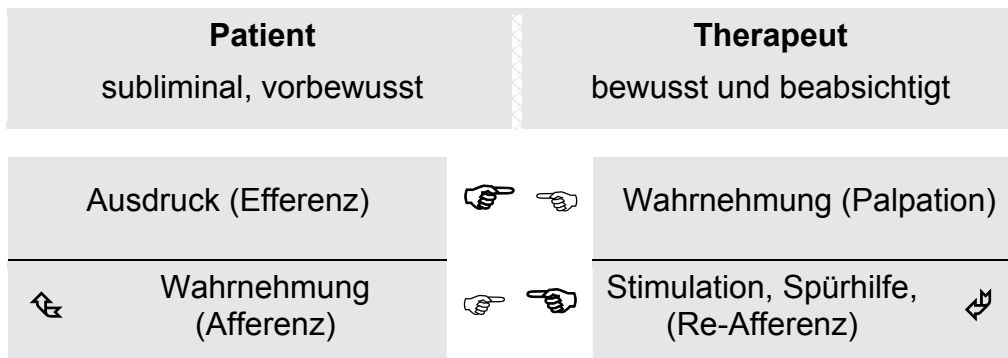 Patient Therapeut
subliminal, vorbewusst bewusst und beabsichtigt
Ausdruck (Efferenz) Wahrnehmung (Palpation)
Wahrnehmung Stimulation, Spürhilfe,
(Afferenz) (Re-Afferenz)